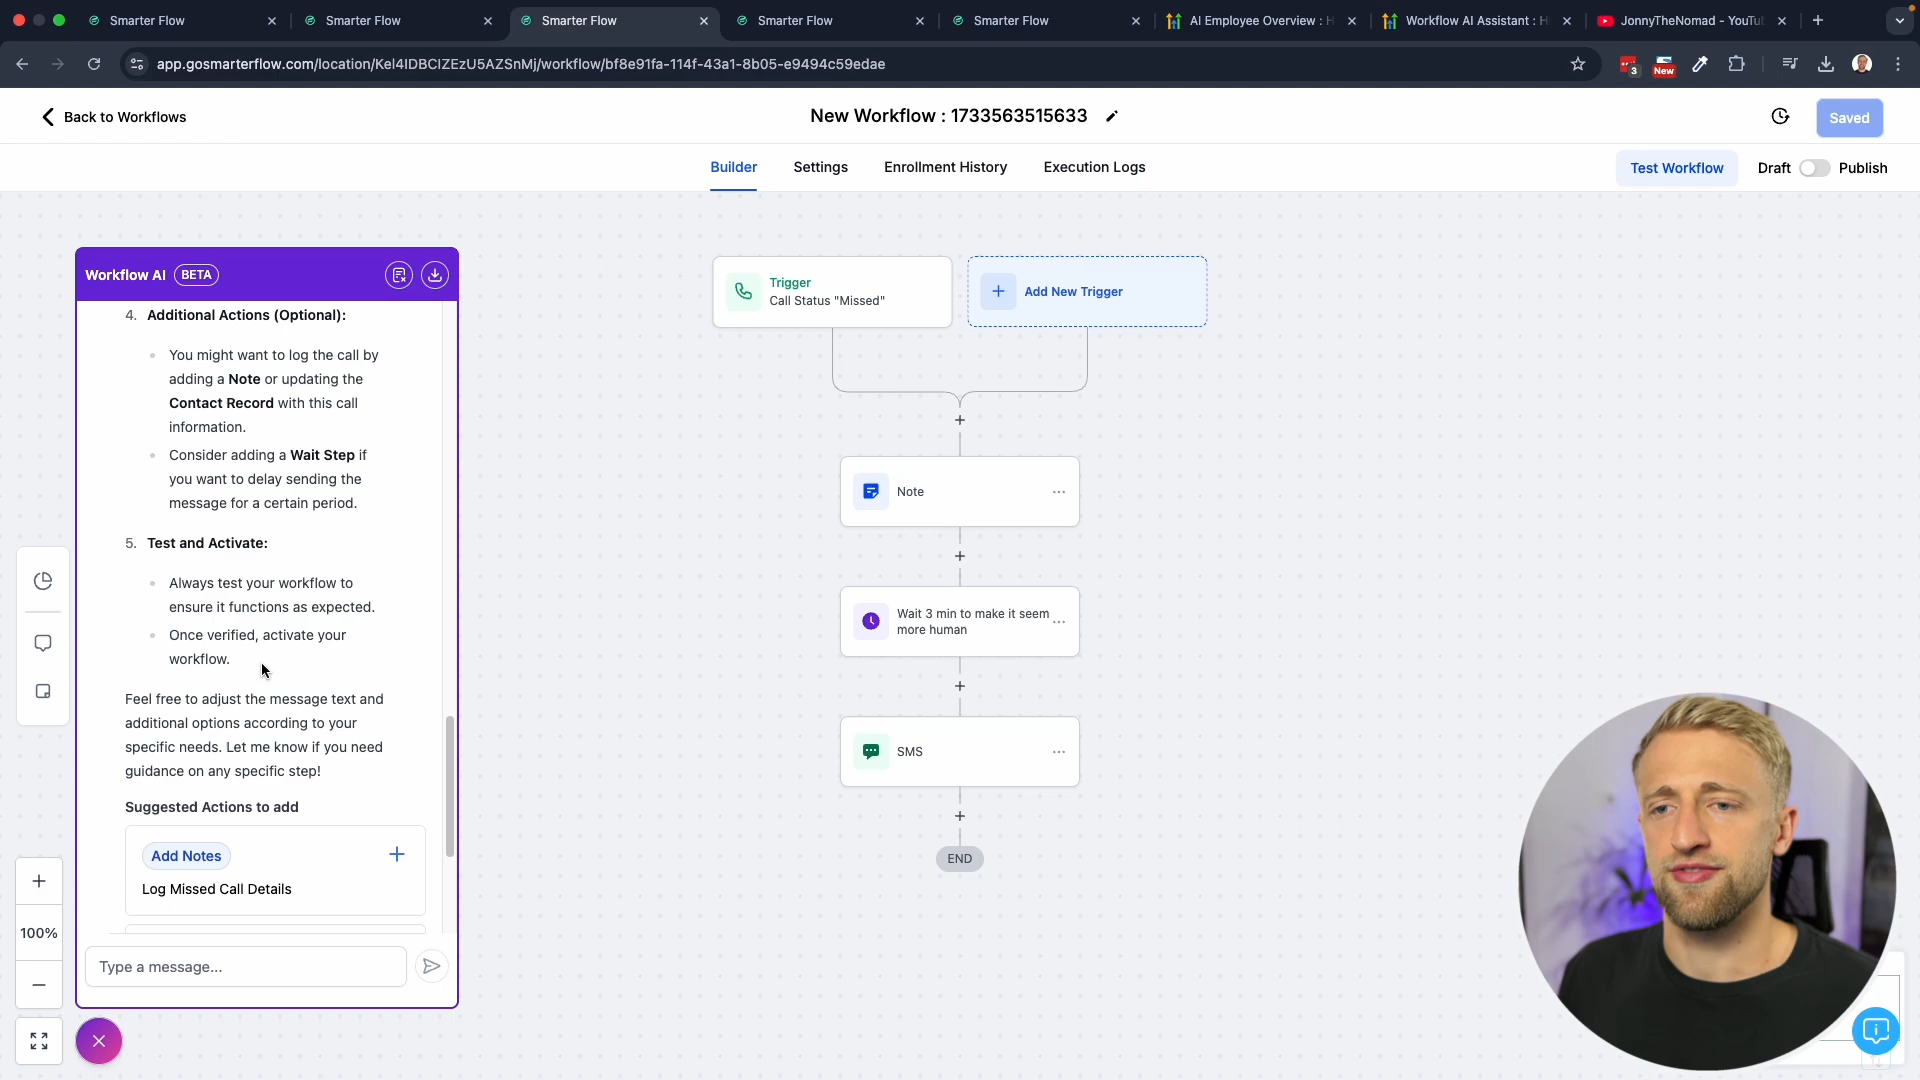 Smarter Flow
Smarter Flow
Smarter Flow
Smarter Flow
Smarter Flow
AI Employee Overview : H
Workflow AI Assistant : H
JonnyTheNomad - YouTu
app.gosmarterflow.com/location/Kel4IDBCIZEzU5AZSnMj/workflow/bf8e91fa-114f-43a1-8b05-e9494c59edae
3
New
Back to Workflows
New Workflow : 1733563515633
Saved
Builder
Settings
Enrollment History
Execution Logs
Test Workflow
Draft
Publish
Workflow AI
BETA
4. Additional Actions (Optional):
You might want to log the call by
adding a Note or updating the
Contact Record with this call
information.
Consider adding a Wait Step if
you want to delay sending the
message for a certain period.
5. Test and Activate:
Always test your workflow to
ensure it functions as expected.
Once verified, activate your
workflow.
Feel free to adjust the message text and
additional options according to your
specific needs. Let me know if you need
guidance on any specific step!
Suggested Actions to add
Add Notes
Log Missed Call Details
Type a message...
100%
Trigger
Call Status "Missed"
Add New Trigger
Note
Wait 3 min to make it seem
more human
SMS
END